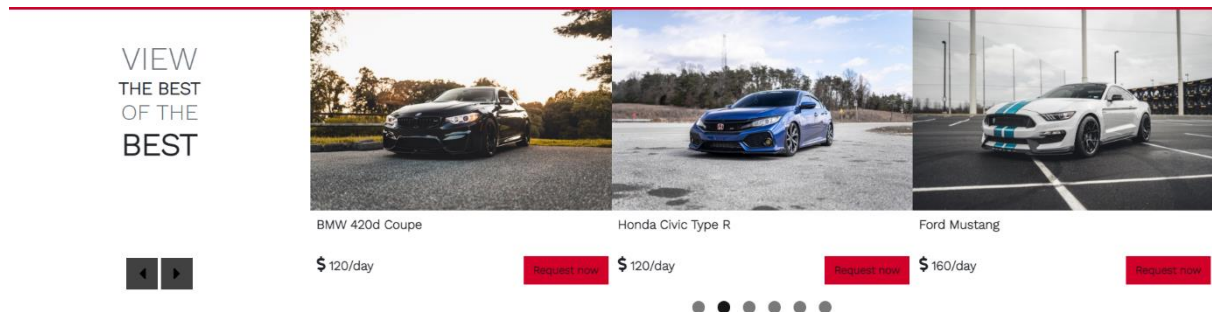 VIEW
THE BEST
OF THE
BEST
BMW 420d Coupe
$ 120/day
Request now
Honda Civic Type R
$ 120/day
Request now
Ford Mustang
$ 160/day
Request now